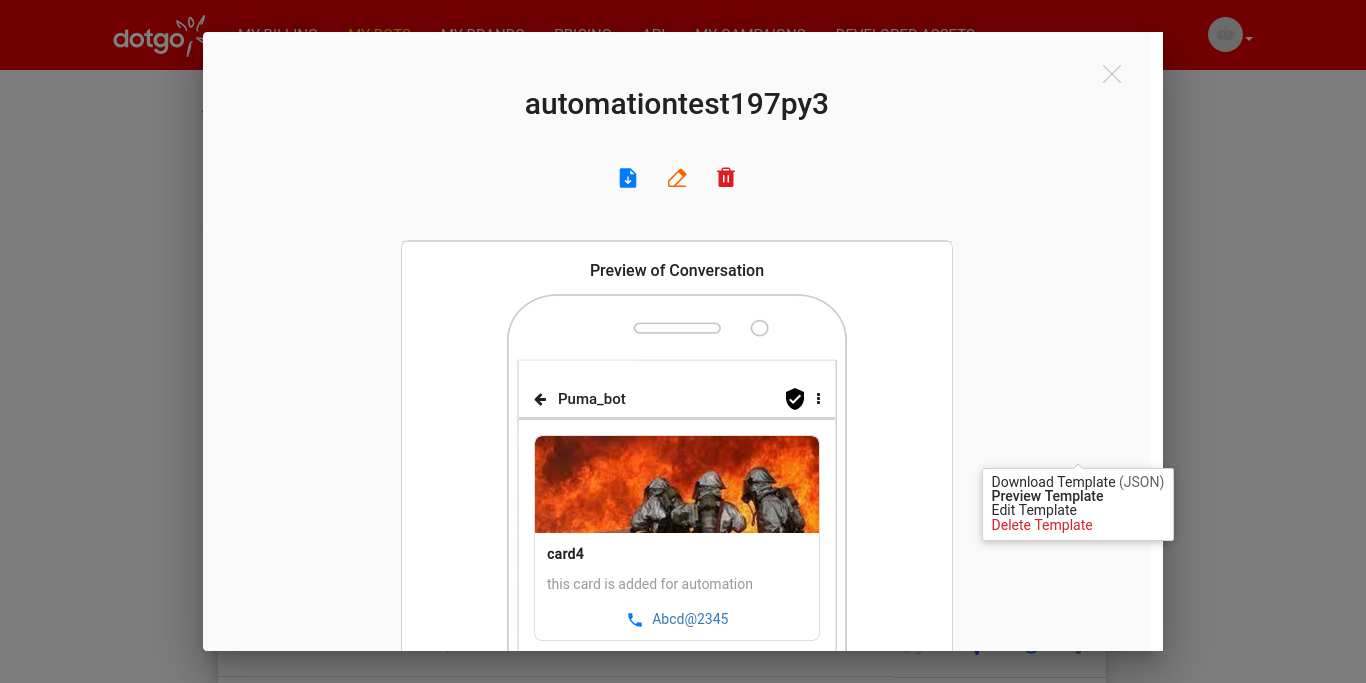 dotgo
MY BILLING MY BOTS MY BRANDS PRICING API MY CAMPAIGNS DEVELOPER ASSETS
automationtest197py3
Preview of Conversation
Puma_bot
card4
this card is added for automation
Abcd@2345
Download Template (JSON)
Preview Template
Edit Template
Delete Template